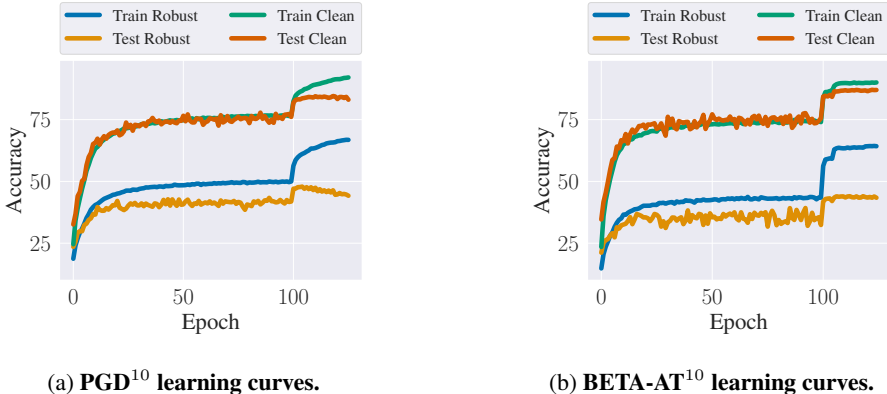 Train Robust
Train Clean
Test Robust
Test Clean
Accuracy
75
50
25
0
50
100
Epoch
(a) PGD¹⁰ learning curves.
Train Robust
Train Clean
Test Robust
Test Clean
Accuracy
75
50
25
0
50
100
Epoch
(b) BETA-AT¹⁰ learning curves.